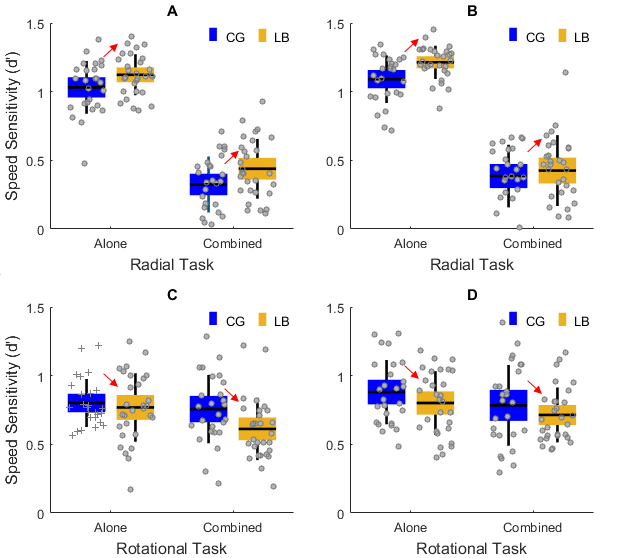 A
B
1.5
CG LB
1.5
CG LB
Speed Sensitivity (d')
1
1
0.5
0.5
0
0
Alone Combined
Alone Combined
Radial Task
Radial Task
C
D
1.5
CG LB
1.5
CG LB
Speed Sensitivity (d')
1
1
0.5
0.5
0
0
Alone Combined
Alone Combined
Rotational Task
Rotational Task